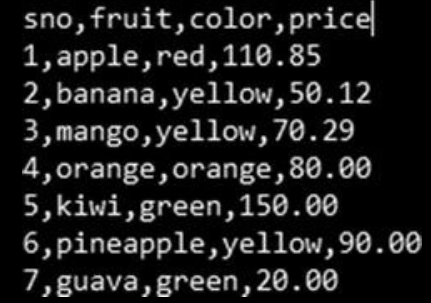 sno,fruit,color,price
1,apple,red,110.85
2,banana,yellow,50.12
3,mango,yellow,70.29
4,orange,orange,80.00
5,kiwi,green,150.00
6,pineapple,yellow,90.00
7,guava,green,20.00